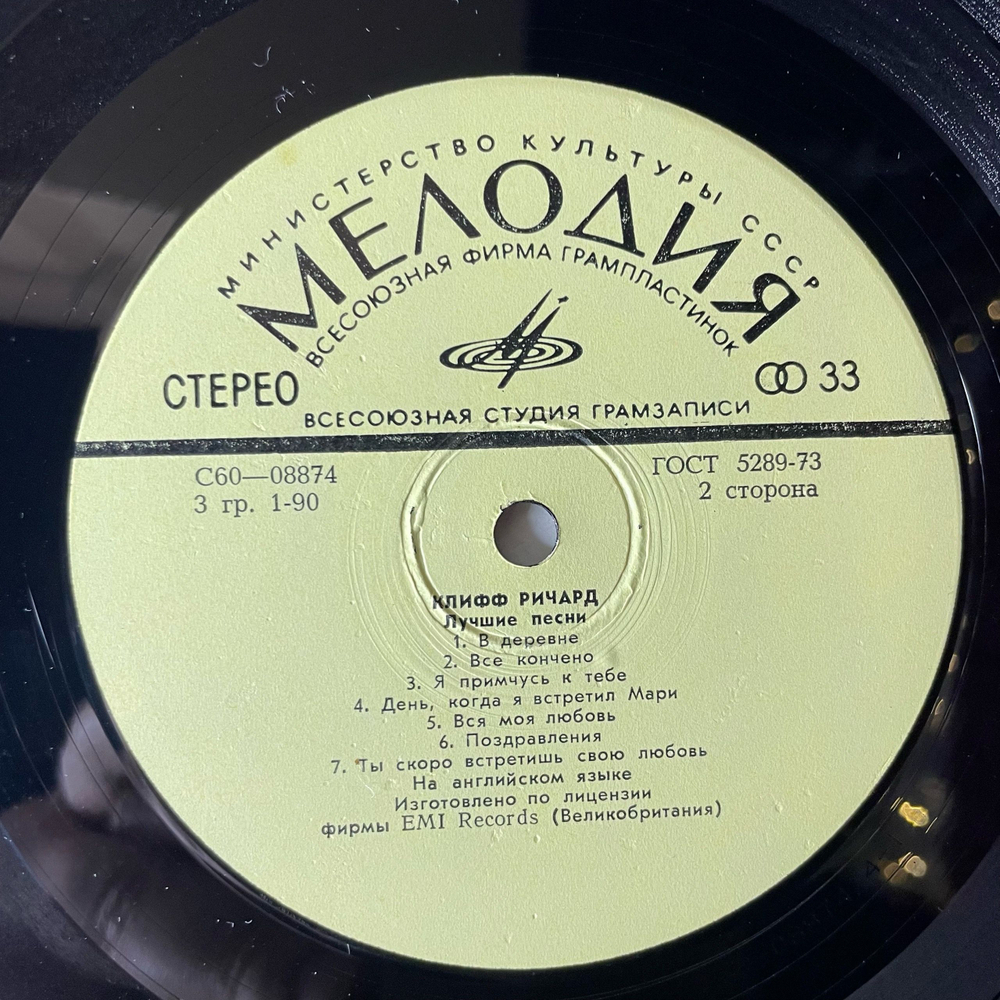 МИНИСТЕРСТВО КУЛЬТУРЫ СССР
МЕЛОДИЯ
ВСЕСОЮЗНАЯ ФИРМА ГРАМПЛАСТИНОК
СТЕРЕО
33
ВСЕСОЮЗНАЯ СТУДИЯ ГРАМЗАПИСИ
С60—08874
ГОСТ 5289-73
3 гр. 1-90
2 сторона
КЛИФФ РИЧАРД
Лучшие песни
1. В деревне
2. Все кончено
3. Я примчусь к тебе
4. День, когда я встретил Мари
5. Вся моя любовь
6. Поздравления
7. Ты скоро встретишь свою любовь
На английском языке
Изготовлено по лицензии
фирмы EMI Records (Великобритания)